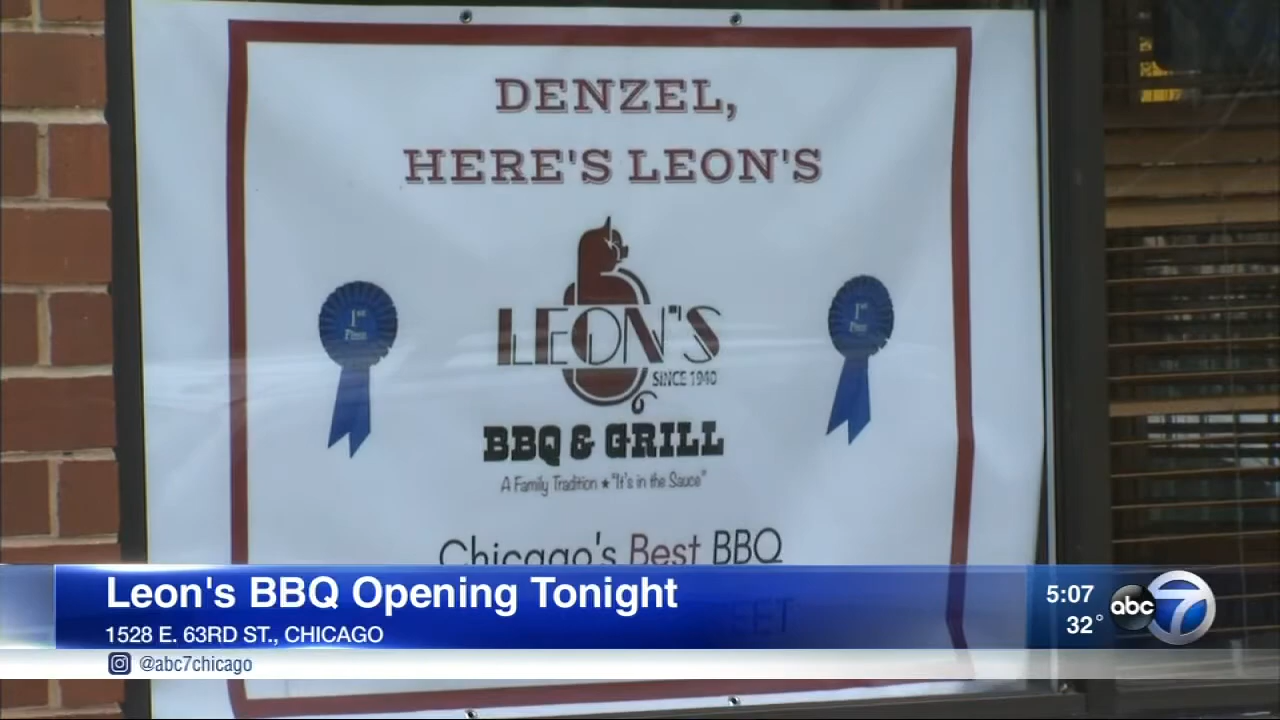 DENZEL,
HERE'S LEON'S
1st
Place
1st
Place
LEON'S
SINCE 1940
BBQ & GRILL
A Family Tradition ★ "It's in the Sauce"
Chicago's Best BBQ
Leon's BBQ Opening Tonight
1528 E. 63RD ST., CHICAGO
5:07
32°
abc 7
@abc7chicago